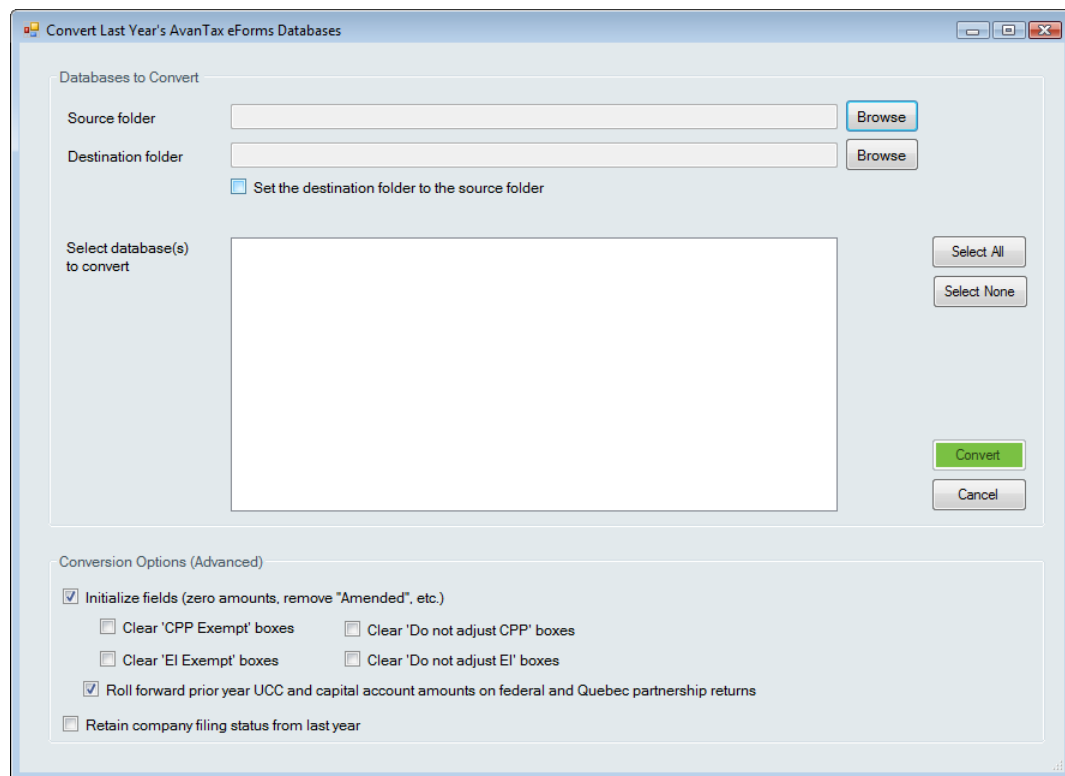 Convert Last Year's AvanTax eForms Databases
Databases to Convert
Source folder
Browse
Destination folder
Browse
Set the destination folder to the source folder
Select database(s)
to convert
Select All
Select None
Convert
Cancel
Conversion Options (Advanced)
Initialize fields (zero amounts, remove "Amended", etc.)
Clear 'CPP Exempt' boxes
Clear 'Do not adjust CPP' boxes
Clear 'EI Exempt' boxes
Clear 'Do not adjust EI' boxes
Roll forward prior year UCC and capital account amounts on federal and Quebec partnership returns
Retain company filing status from last year